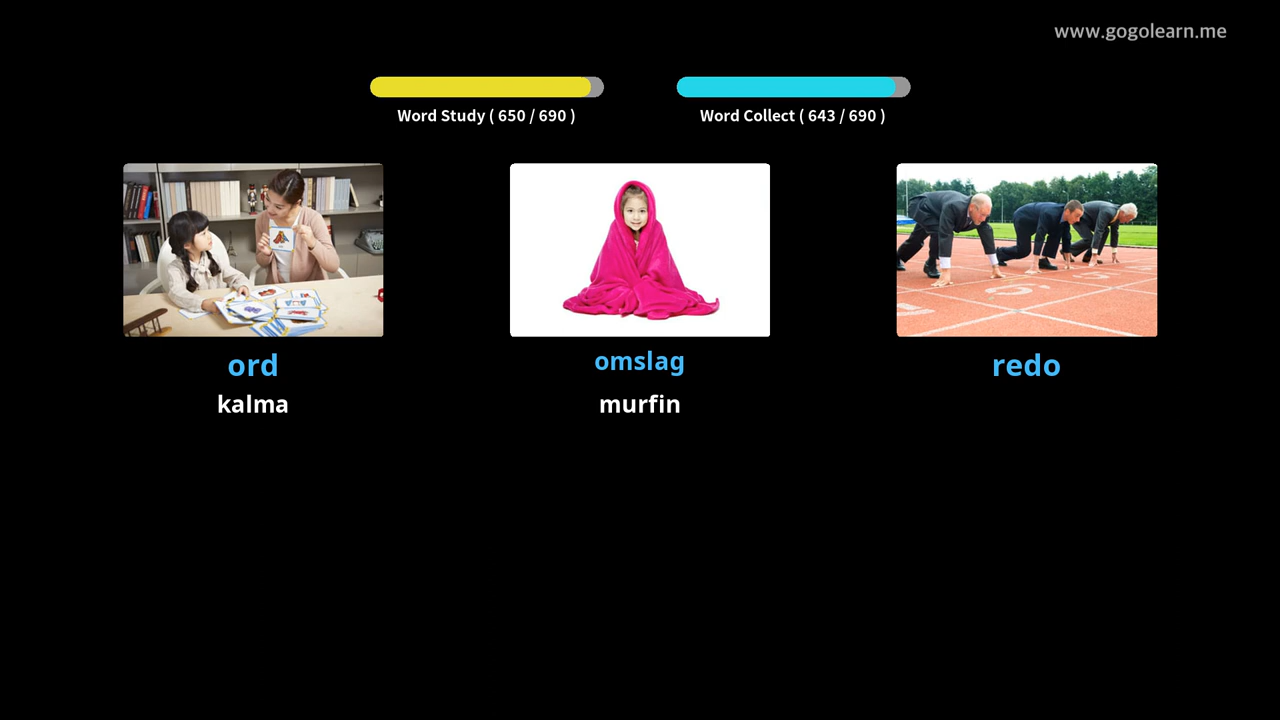 www.gogolearn.me
Word Study ( 650 / 690 )
Word Collect ( 643 / 690 )
ord
kalma
omslag
murfin
redo